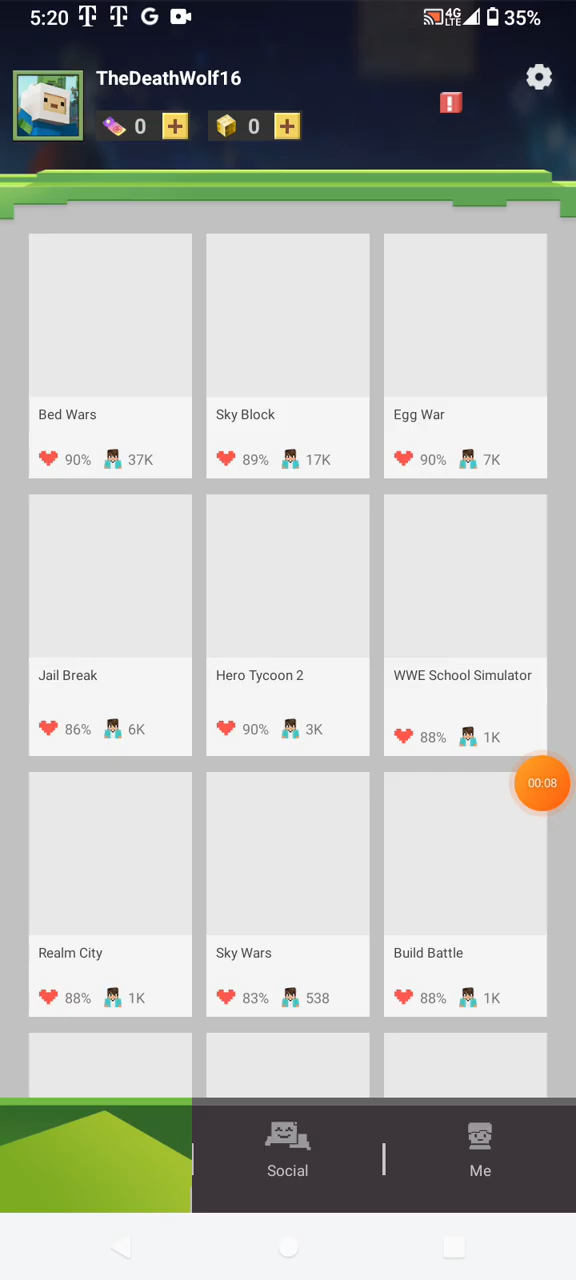 5:20 4G LTE 35%
TheDeathWolf16
0 + 0 +
Bed Wars Sky Block Egg War
90% 37K 89% 17K 90% 7K
Jail Break Hero Tycoon 2 WWE School Simulator
86% 6K 90% 3K 88% 1K
00:08
Realm City Sky Wars Build Battle
88% 1K 83% 538 88% 1K
Social Me